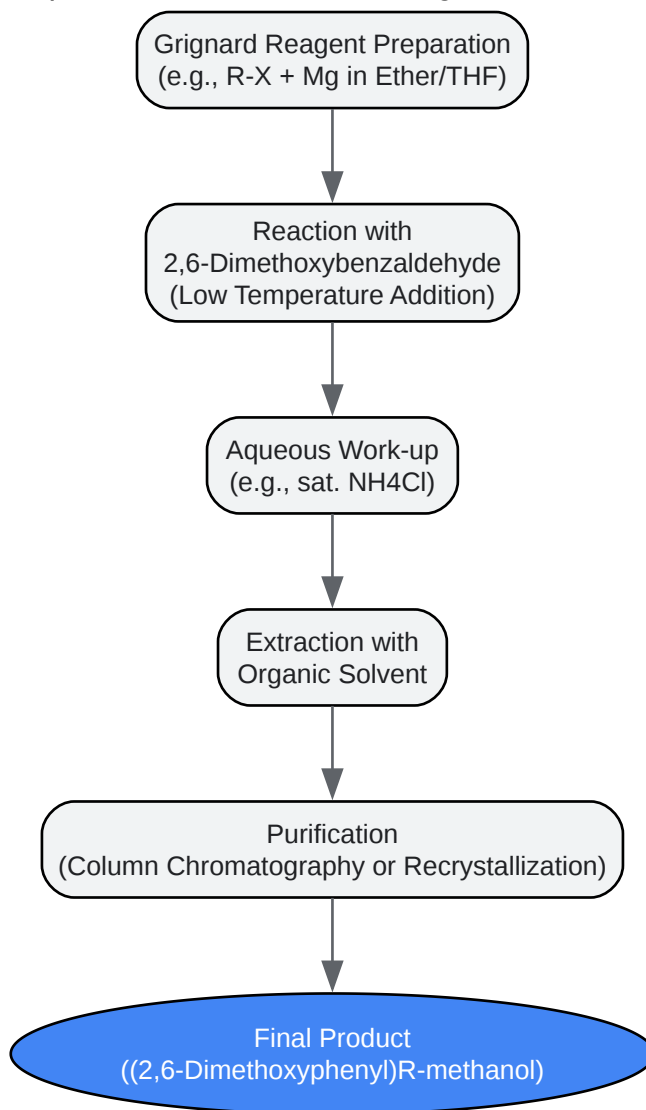 Grignard Reagent Preparation
(e.g., R-X + Mg in Ether/THF)
Reaction with
2,6-Dimethoxybenzaldehyde
(Low Temperature Addition)
Aqueous Work-up
(e.g., sat. NH4Cl)
Extraction with
Organic Solvent
Purification
(Column Chromatography or Recrystallization)
Final Product
((2,6-Dimethoxyphenyl)R-methanol)